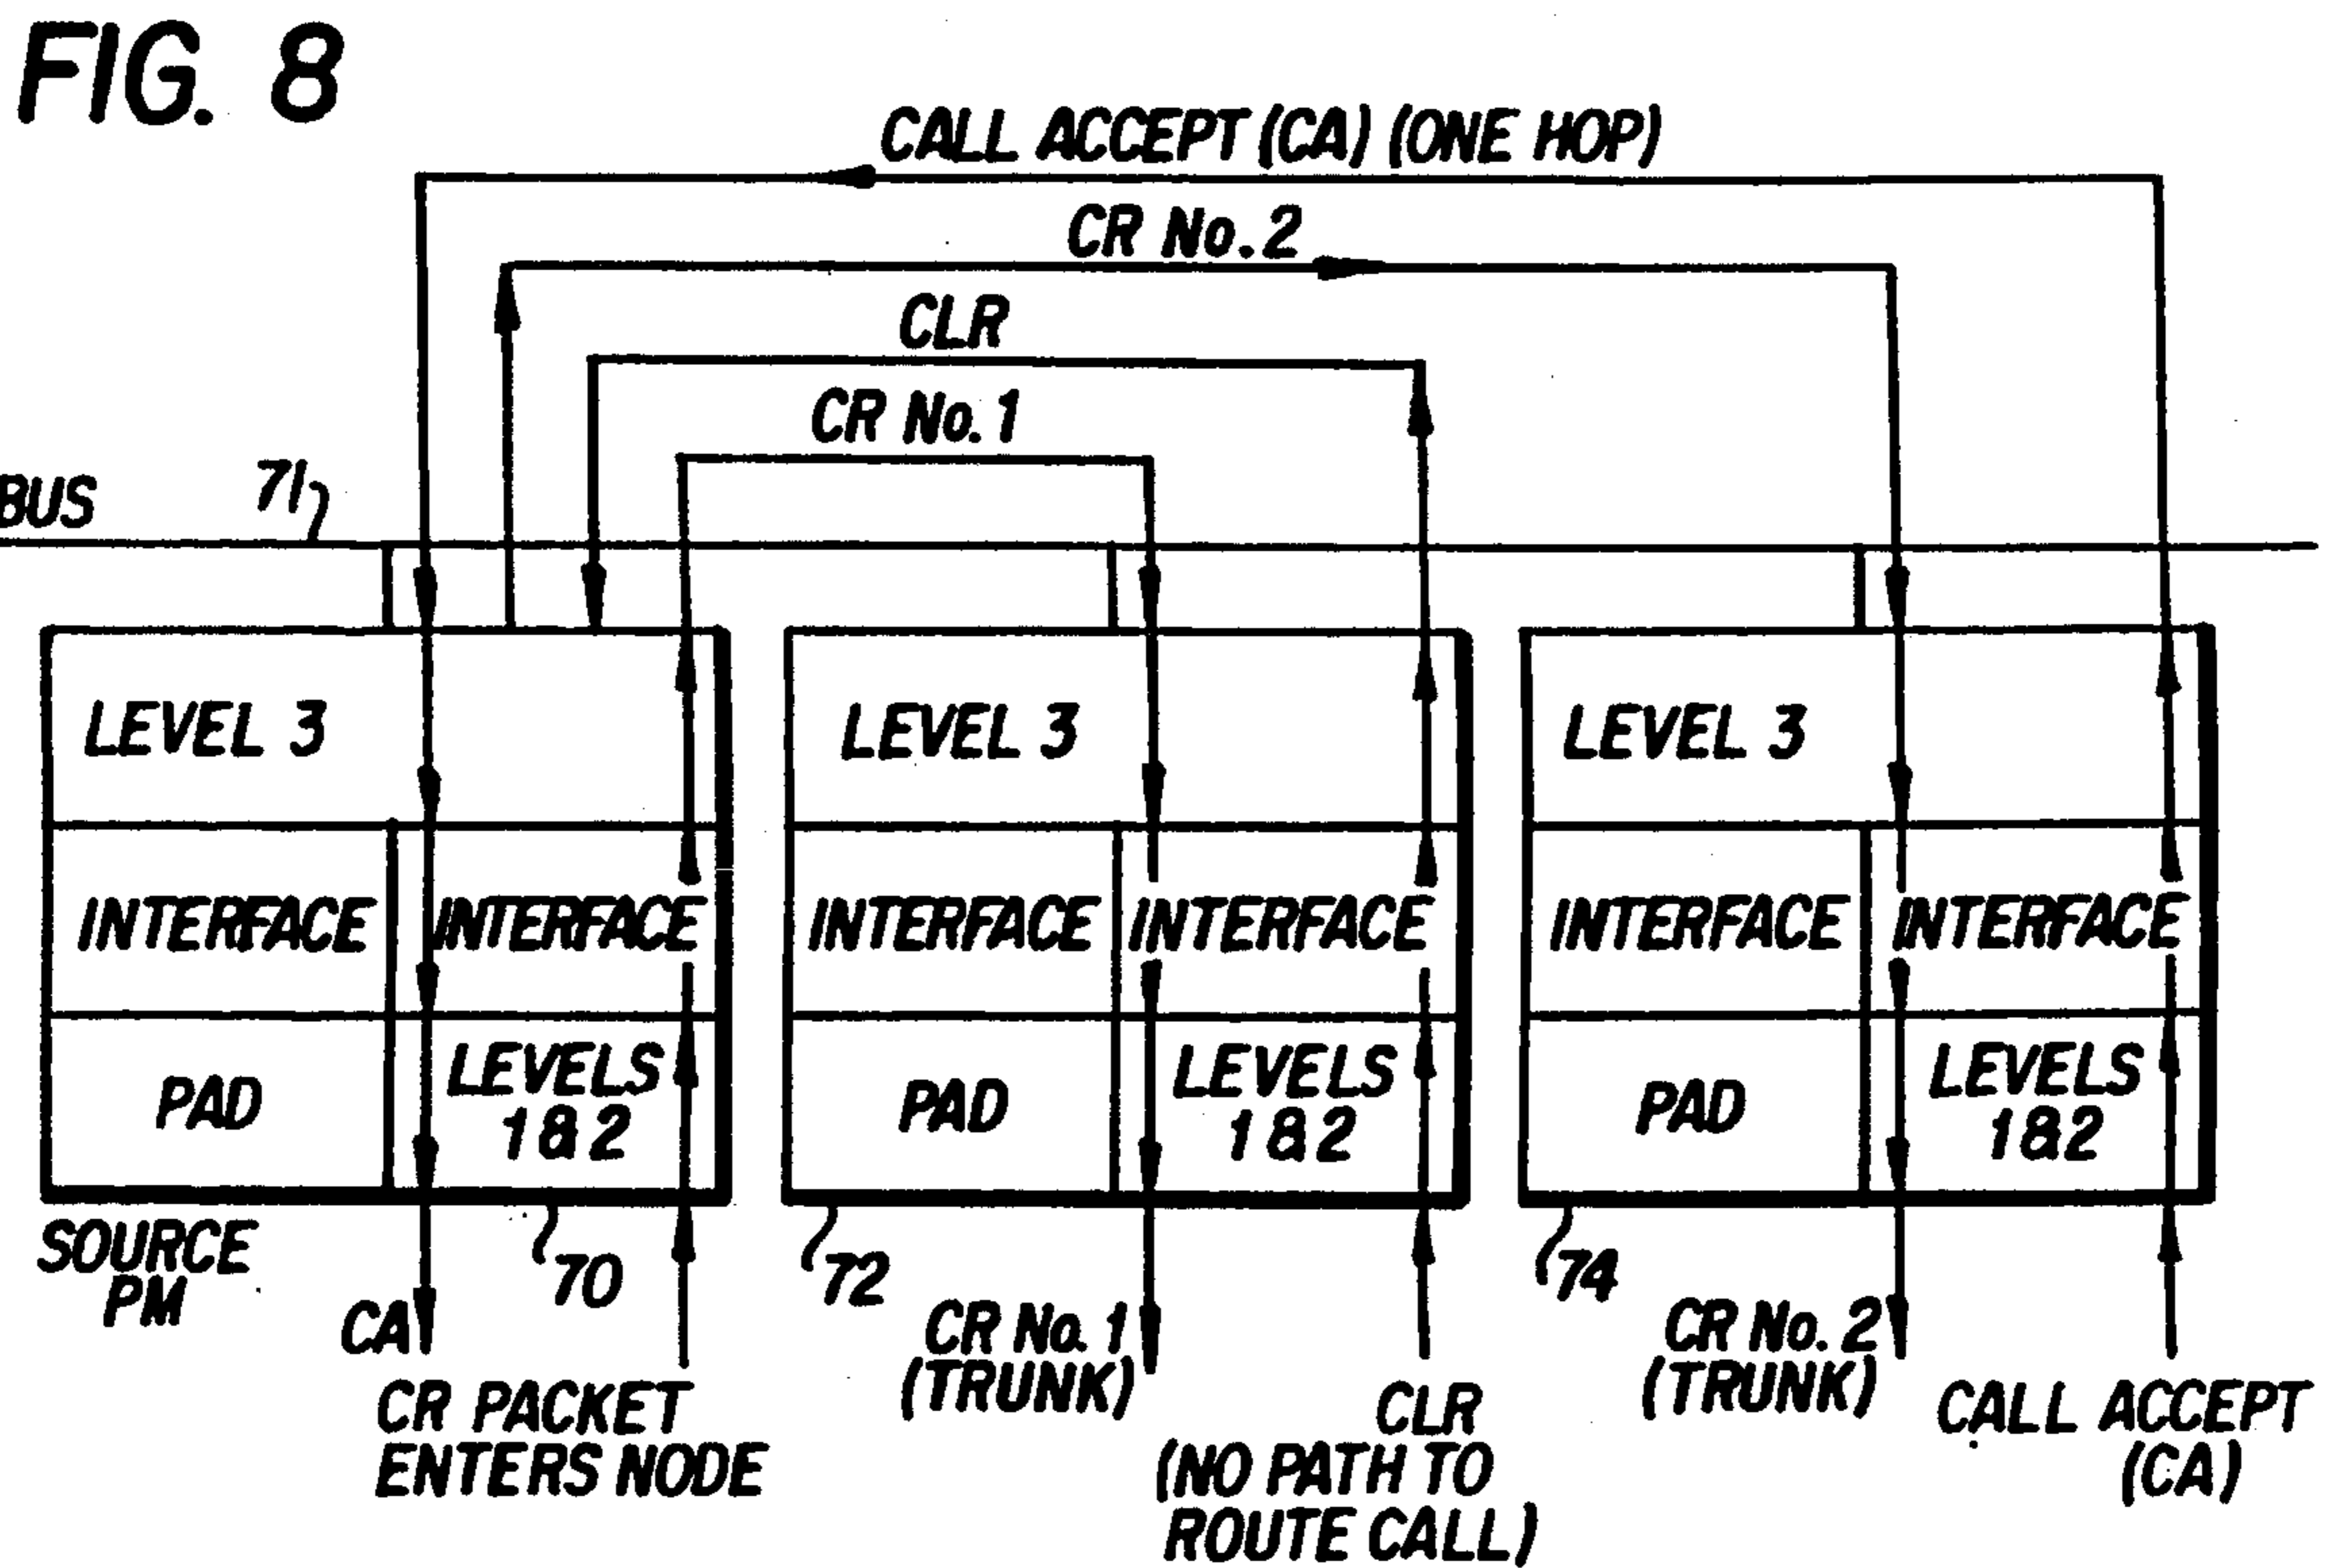 FIG. 8
CALL ACCEPT (CA) (ONE HOP)
CR No. 2
CLR
CR No. 1
BUS
71
LEVEL 3
LEVEL 3
LEVEL 3
INTERFACE
INTERFACE
INTERFACE
INTERFACE
INTERFACE
INTERFACE
PAD
LEVELS
1 & 2
PAD
LEVELS
1 & 2
PAD
LEVELS
1 & 2
SOURCE
PM
CA
70
CR PACKET
ENTERS NODE
72
CR No. 1
(TRUNK)
CLR
(NO PATH TO
ROUTE CALL)
74
CR No. 2
(TRUNK)
CALL ACCEPT
(CA)